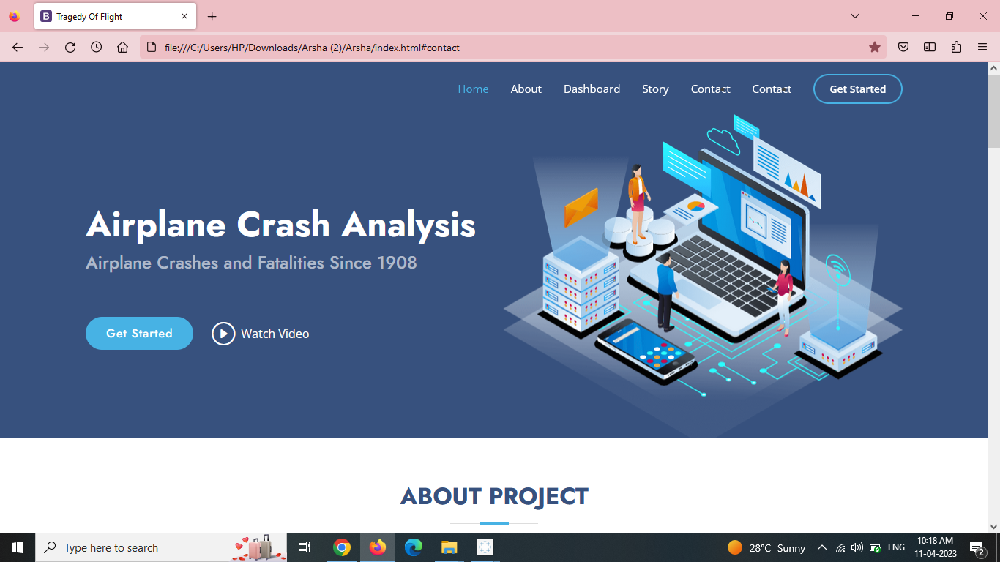 Tragedy Of Flight
file:///C:/Users/HP/Downloads/Arsha (2)/Arsha/index.html#contact
Home About Dashboard Story Contact Contact Get Started
Airplane Crash Analysis
Airplane Crashes and Fatalities Since 1908
Get Started Watch Video
ABOUT PROJECT
Type here to search
28°C Sunny
ENG
10:18 AM
11-04-2023
2